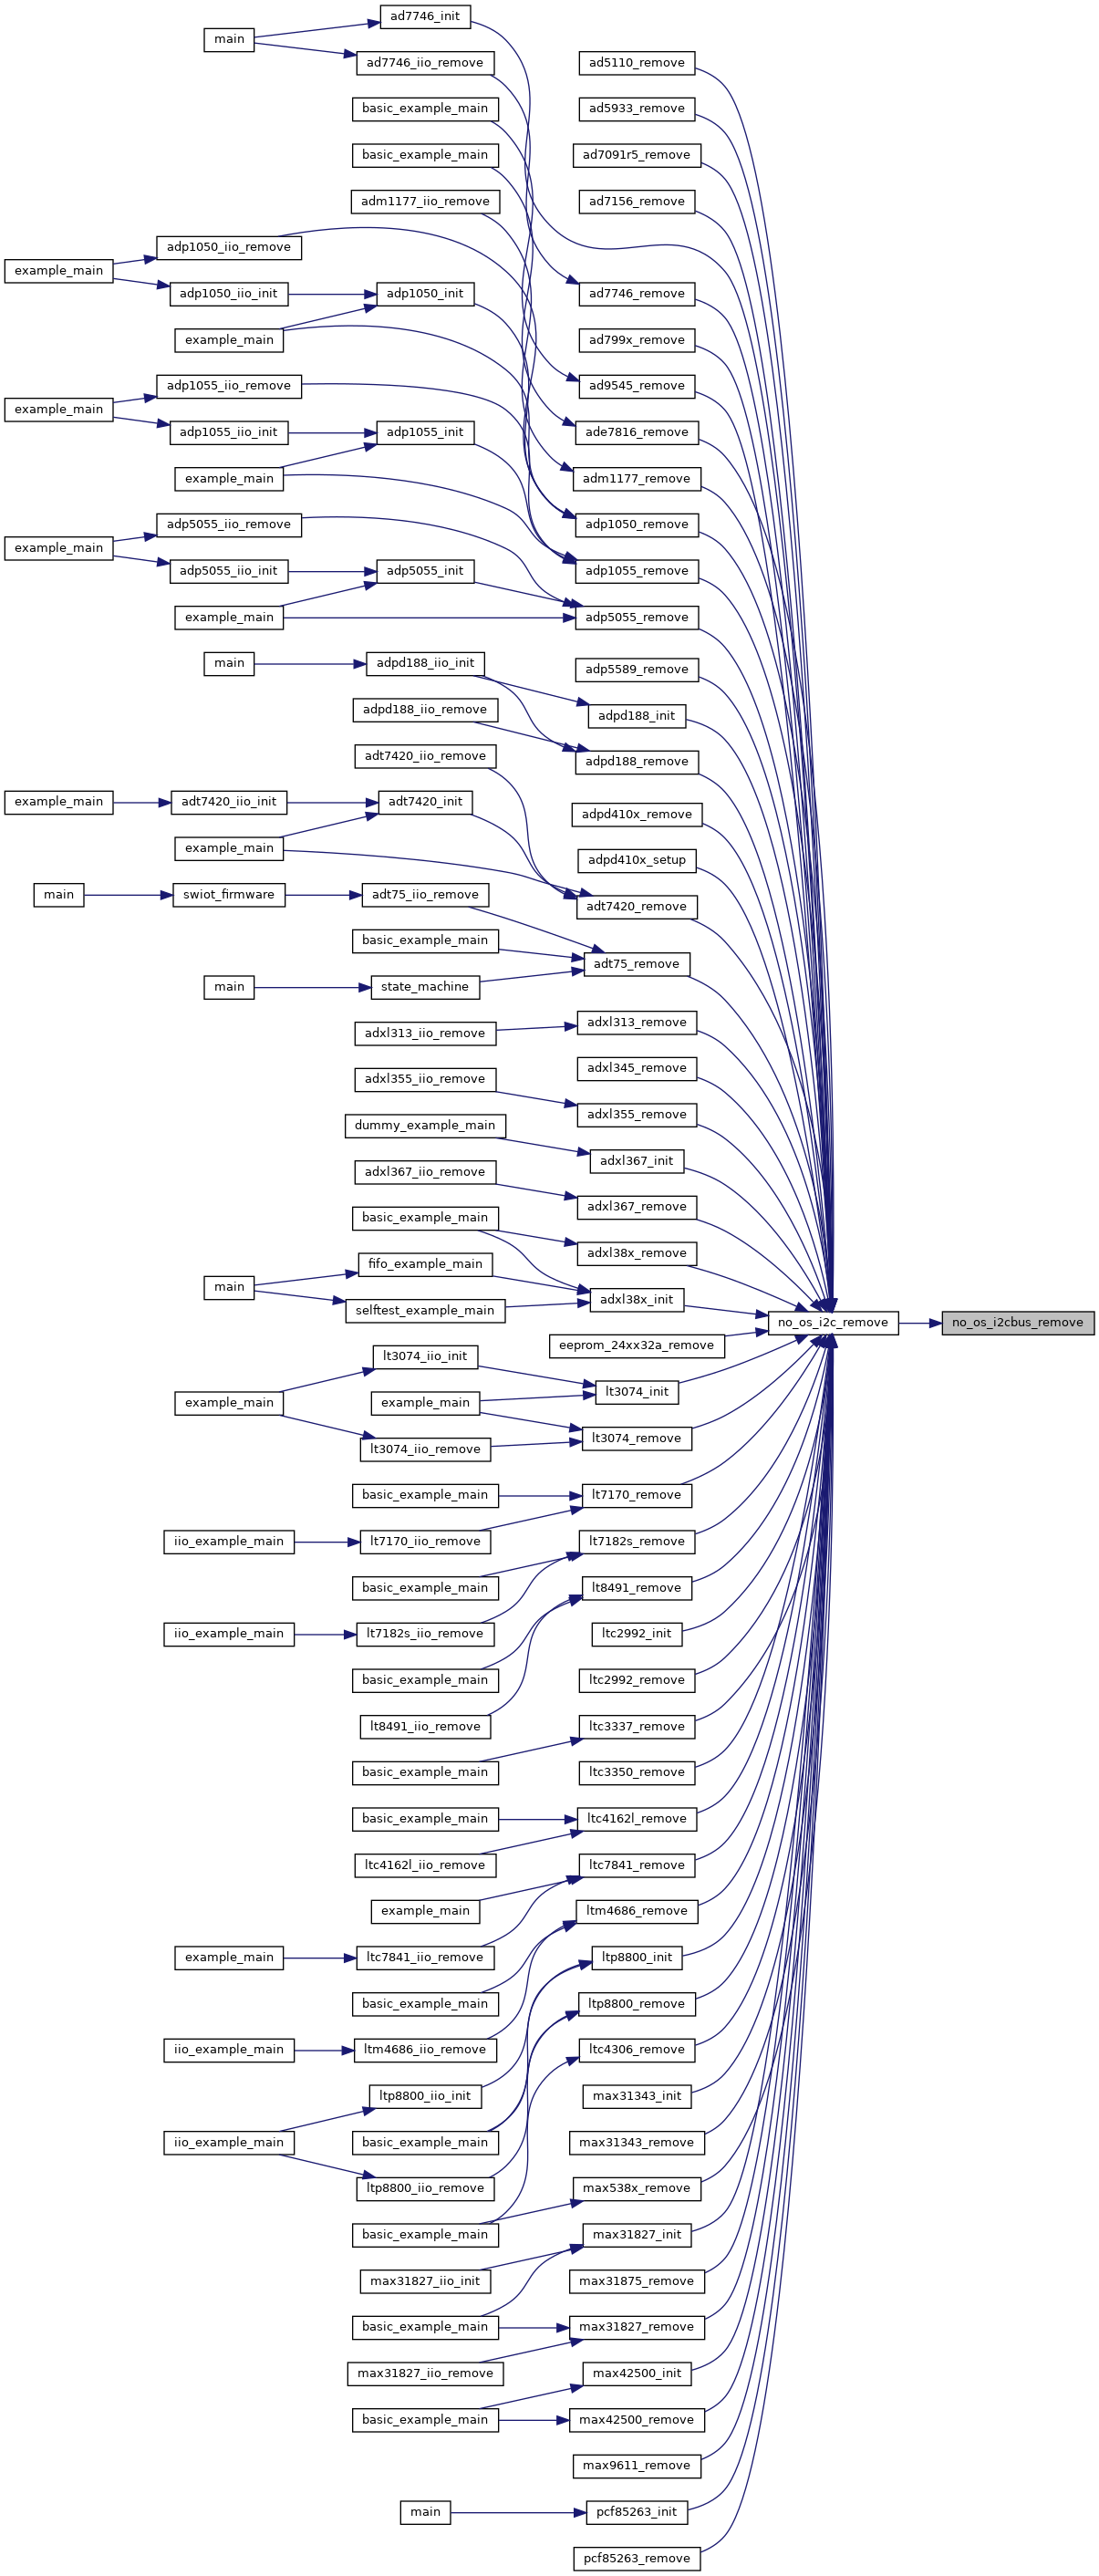 ad7746_init
main
ad7746_iio_remove
ad5110_remove
basic_example_main
ad5933_remove
basic_example_main
ad7091r5_remove
adm1177_iio_remove
ad7156_remove
adp1050_iio_remove
example_main
adp1050_iio_init
adp1050_init
ad7746_remove
example_main
ad799x_remove
adp1055_iio_remove
ad9545_remove
example_main
adp1055_iio_init
adp1055_init
ade7816_remove
example_main
adm1177_remove
adp5055_iio_remove
adp1050_remove
example_main
adp5055_iio_init
adp5055_init
adp1055_remove
example_main
adp5055_remove
main
adpd188_iio_init
adp5589_remove
adpd188_iio_remove
adpd188_init
adt7420_iio_remove
adpd188_remove
example_main
adt7420_iio_init
adt7420_init
adpd410x_remove
example_main
adpd410x_setup
main
swiot_firmware
adt75_iio_remove
adt7420_remove
basic_example_main
adt75_remove
main
state_machine
adxl313_iio_remove
adxl313_remove
adxl355_iio_remove
adxl345_remove
dummy_example_main
adxl355_remove
adxl367_iio_remove
adxl367_init
basic_example_main
adxl367_remove
fifo_example_main
adxl38x_remove
main
selftest_example_main
adxl38x_init
no_os_i2c_remove
no_os_i2cbus_remove
eeprom_24xx32a_remove
lt3074_iio_init
example_main
example_main
lt3074_init
lt3074_iio_remove
lt3074_remove
basic_example_main
lt7170_remove
iio_example_main
lt7170_iio_remove
lt7182s_remove
basic_example_main
lt8491_remove
iio_example_main
lt7182s_iio_remove
ltc2992_init
basic_example_main
ltc2992_remove
lt8491_iio_remove
ltc3337_remove
basic_example_main
ltc3350_remove
basic_example_main
ltc4162l_remove
ltc4162l_iio_remove
ltc7841_remove
example_main
ltm4686_remove
example_main
ltc7841_iio_remove
ltp8800_init
basic_example_main
ltp8800_remove
iio_example_main
ltm4686_iio_remove
ltc4306_remove
ltp8800_iio_init
max31343_init
iio_example_main
basic_example_main
max31343_remove
ltp8800_iio_remove
max538x_remove
basic_example_main
max31827_init
max31827_iio_init
max31875_remove
basic_example_main
max31827_remove
max31827_iio_remove
max42500_init
basic_example_main
max42500_remove
max9611_remove
main
pcf85263_init
pcf85263_remove